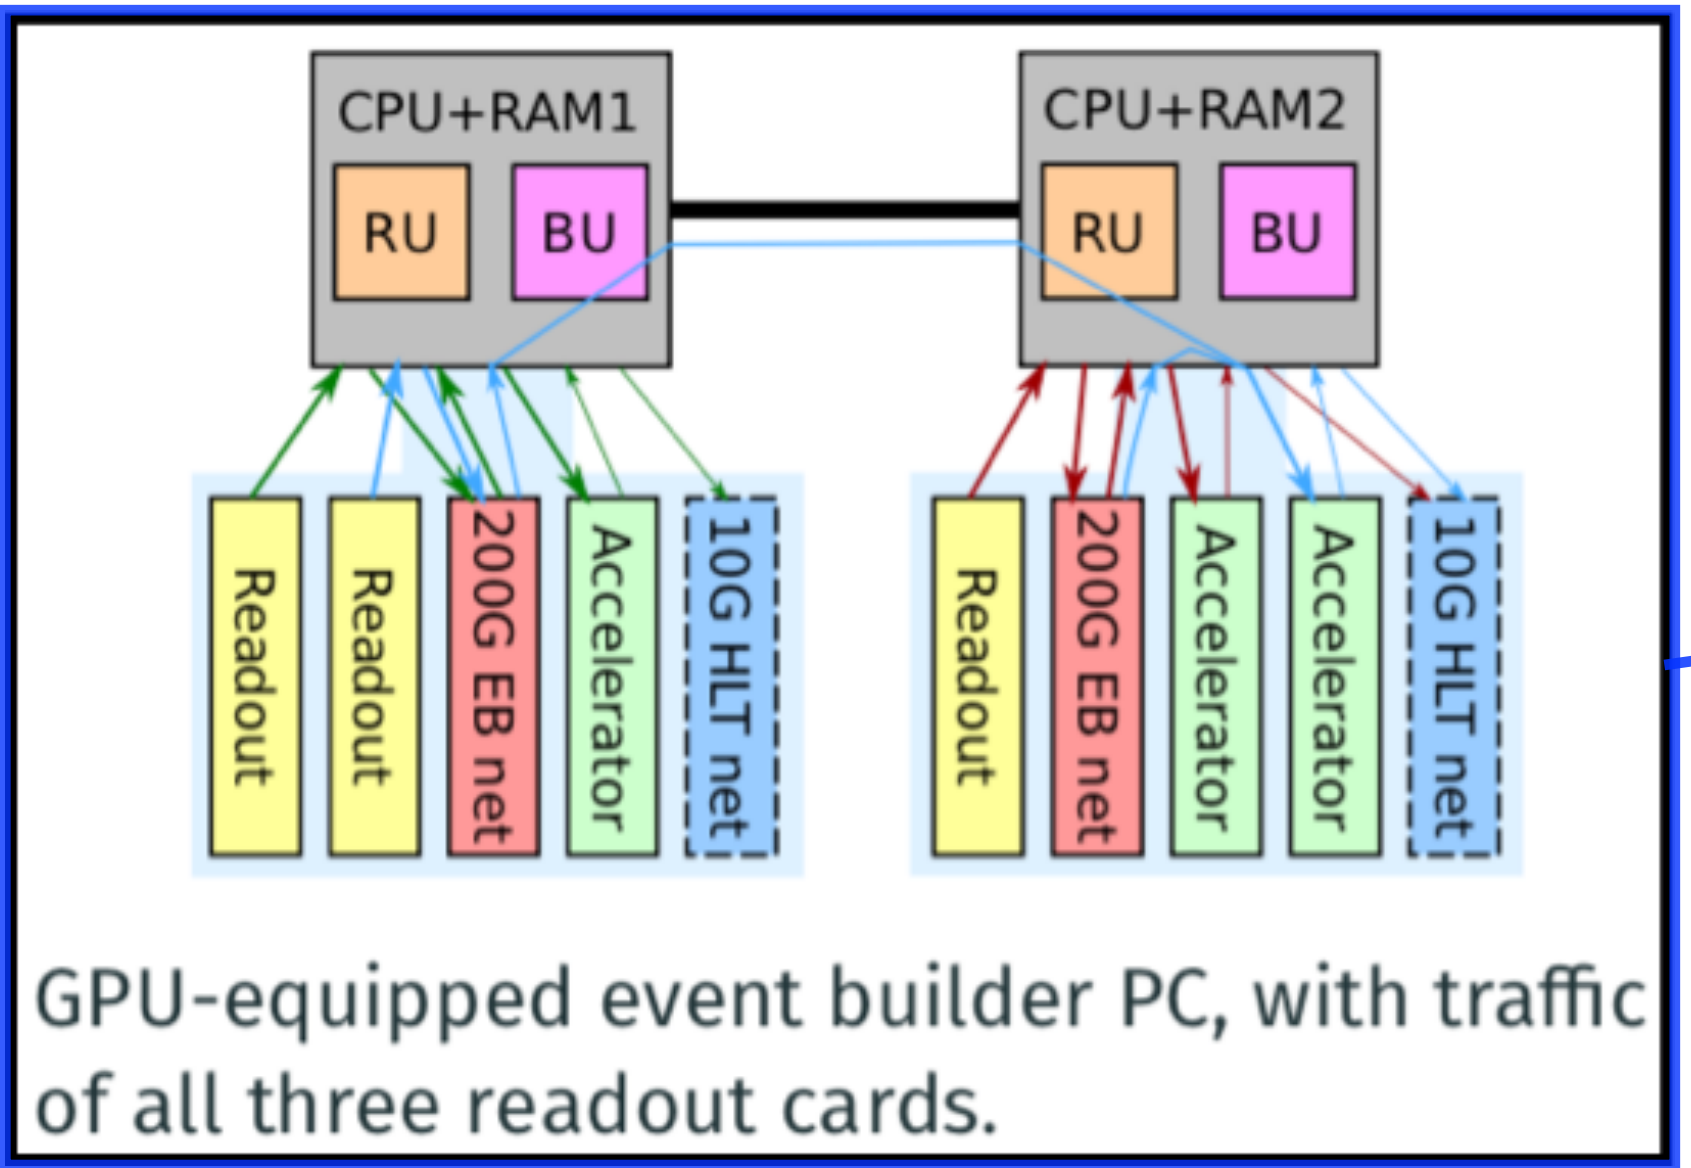 CPU+RAM1
CPU+RAM2
RU
BU
RU
BU
Readout
Readout
200G EB net
Accelerator
10G HLT net
Readout
200G EB net
Accelerator
Accelerator
10G HLT net
GPU-equipped event builder PC, with traffic
of all three readout cards.